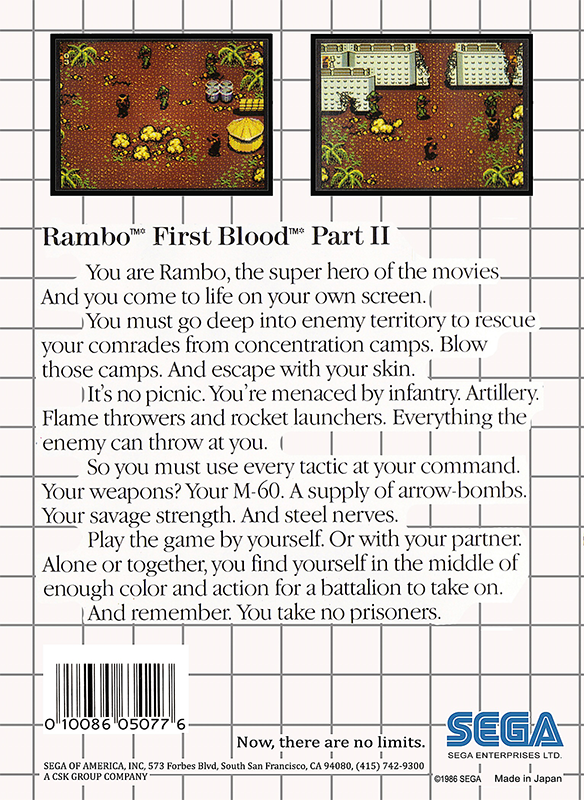 Rambo™* First Blood™* Part II
You are Rambo, the super hero of the movies.
And you come to life on your own screen.
You must go deep into enemy territory to rescue
your comrades from concentration camps. Blow
those camps. And escape with your skin.
It's no picnic. You're menaced by infantry. Artillery.
Flame throwers and rocket launchers. Everything the
enemy can throw at you.
So you must use every tactic at your command.
Your weapons? Your M-60. A supply of arrow-bombs.
Your savage strength. And steel nerves.
Play the game by yourself. Or with your partner.
Alone or together, you find yourself in the middle of
enough color and action for a battalion to take on.
And remember. You take no prisoners.
0 10086 05077 6
SEGA
SEGA ENTERPRISES LTD.
Now, there are no limits.
SEGA OF AMERICA, INC, 573 Forbes Blvd, South San Francisco, CA 94080, (415) 742-9300
A CSK GROUP COMPANY
©1986 SEGA Made in Japan